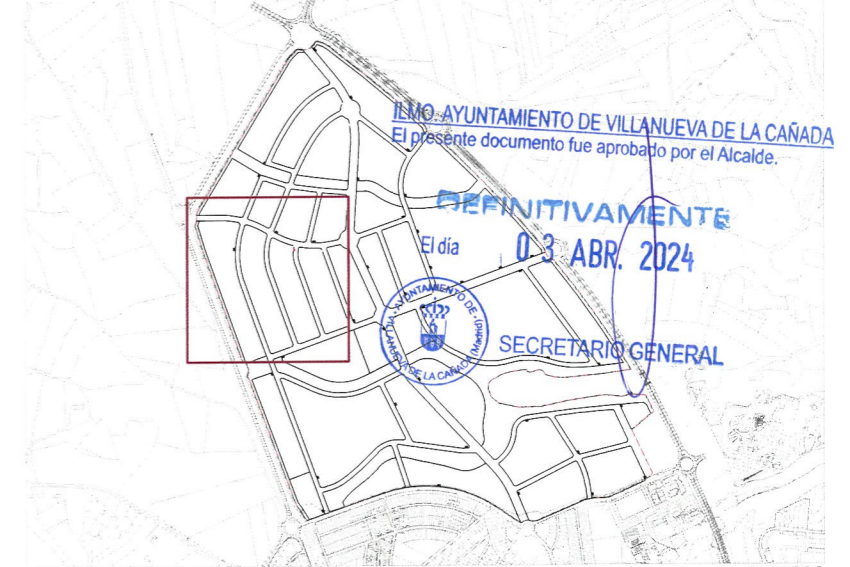 ILMO. AYUNTAMIENTO DE VILLANUEVA DE LA CAÑADA
El presente documento fue aprobado por el Alcalde.
DEFINITIVAMENTE
El día 03 ABR. 2024
AYUNTAMIENTO DE VILLANUEVA DE LA CAÑADA (Madrid)
SECRETARIO GENERAL